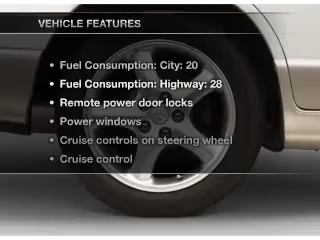 VEHICLE FEATURES
• Fuel Consumption: City: 20
• Fuel Consumption: Highway: 28
• Remote power door locks
• Power windows
• Cruise controls on steering wheel
• Cruise control